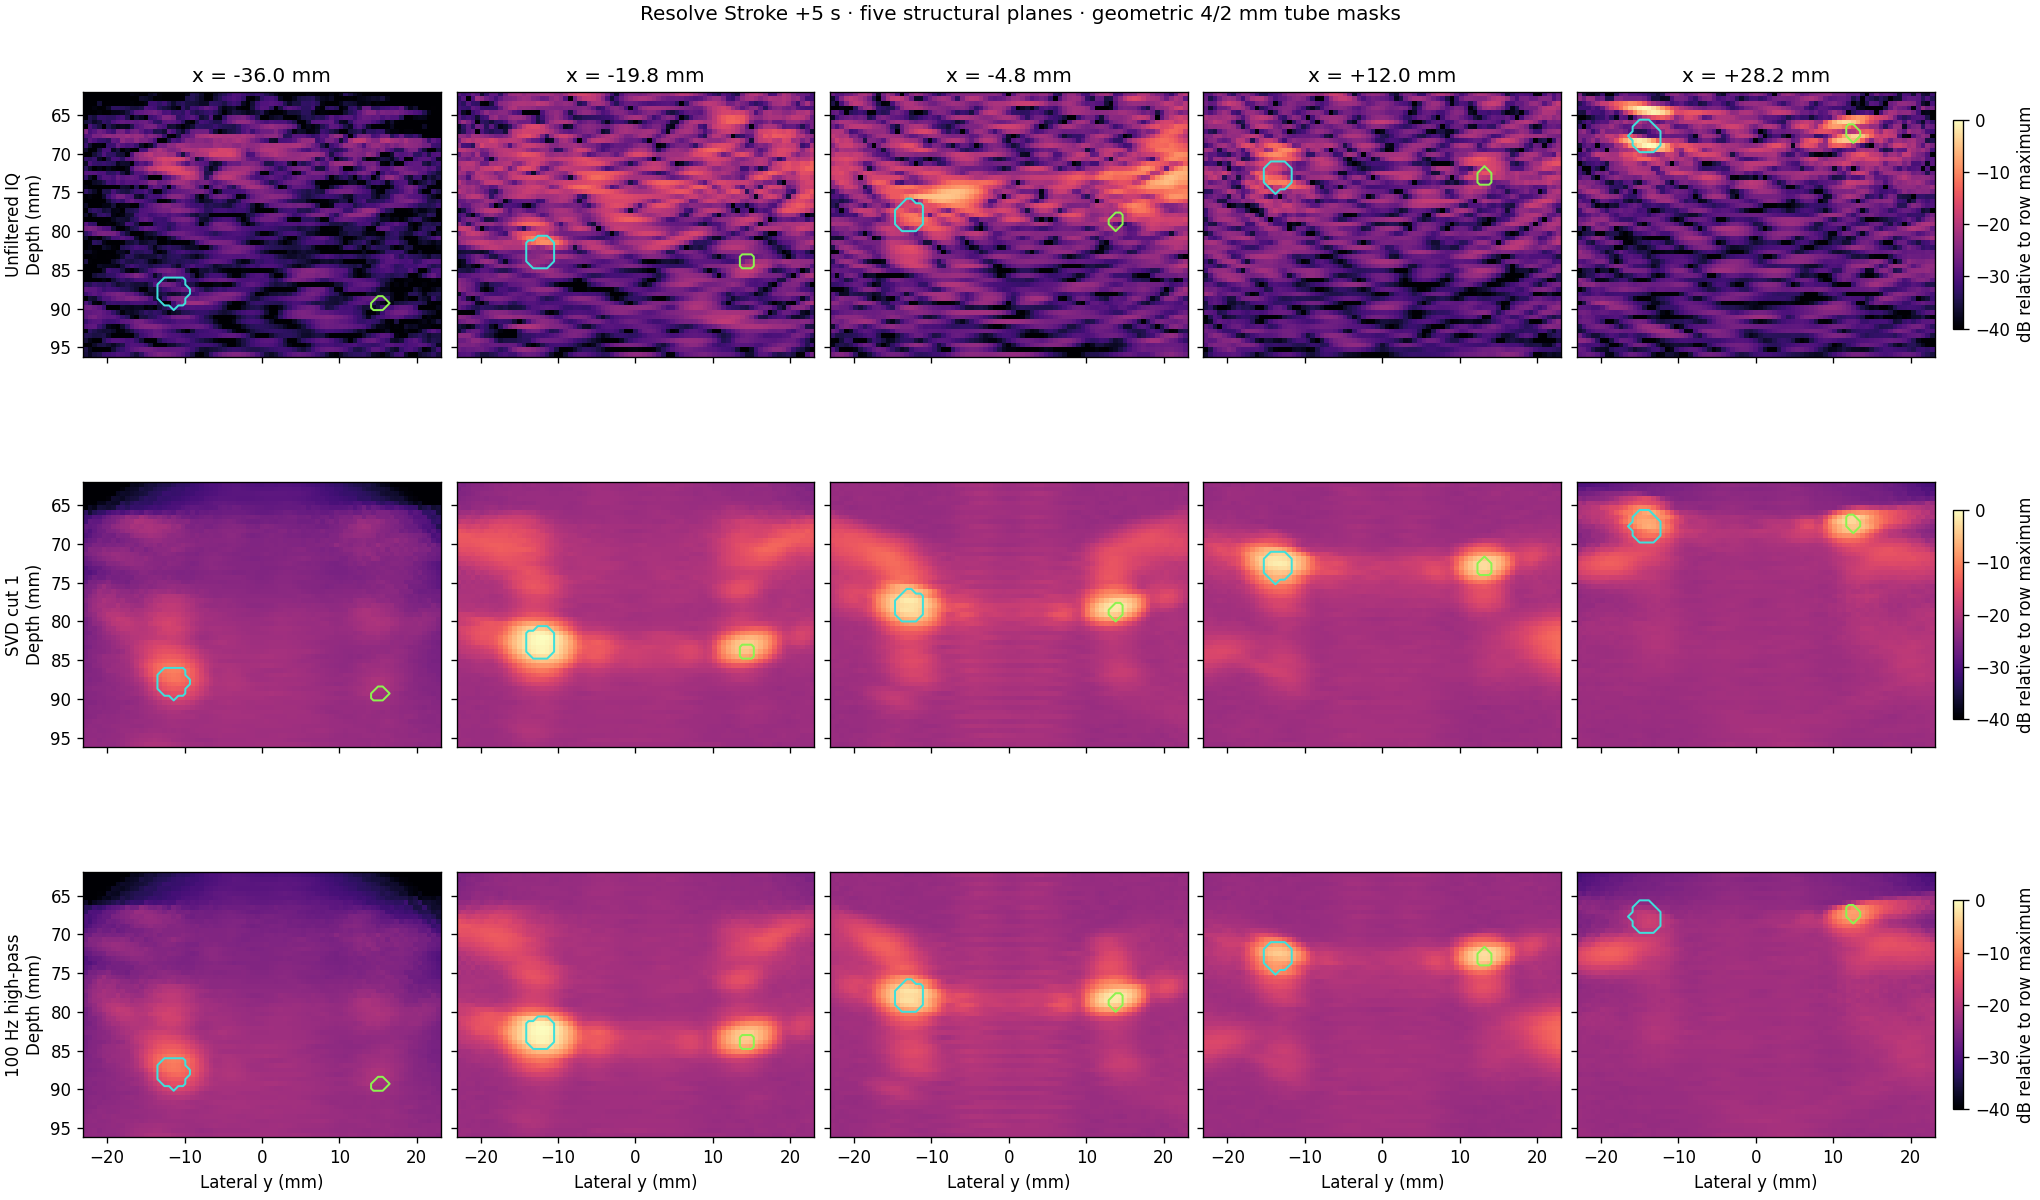 Resolve Stroke +5 s · five structural planes · geometric 4/2 mm tube masks
x = -36.0 mm
x = -19.8 mm
x = -4.8 mm
x = +12.0 mm
x = +28.2 mm
Unfiltered IQ
Depth (mm)
65
70
75
80
85
90
95
0
−10
−20
−30
−40
dB relative to row maximum
SVD cut 1
Depth (mm)
65
70
75
80
85
90
95
0
−10
−20
−30
−40
dB relative to row maximum
100 Hz high-pass
Depth (mm)
65
70
75
80
85
90
95
0
−10
−20
−30
−40
dB relative to row maximum
−20 −10 0 10 20
−20 −10 0 10 20
−20 −10 0 10 20
−20 −10 0 10 20
−20 −10 0 10 20
Lateral y (mm)
Lateral y (mm)
Lateral y (mm)
Lateral y (mm)
Lateral y (mm)